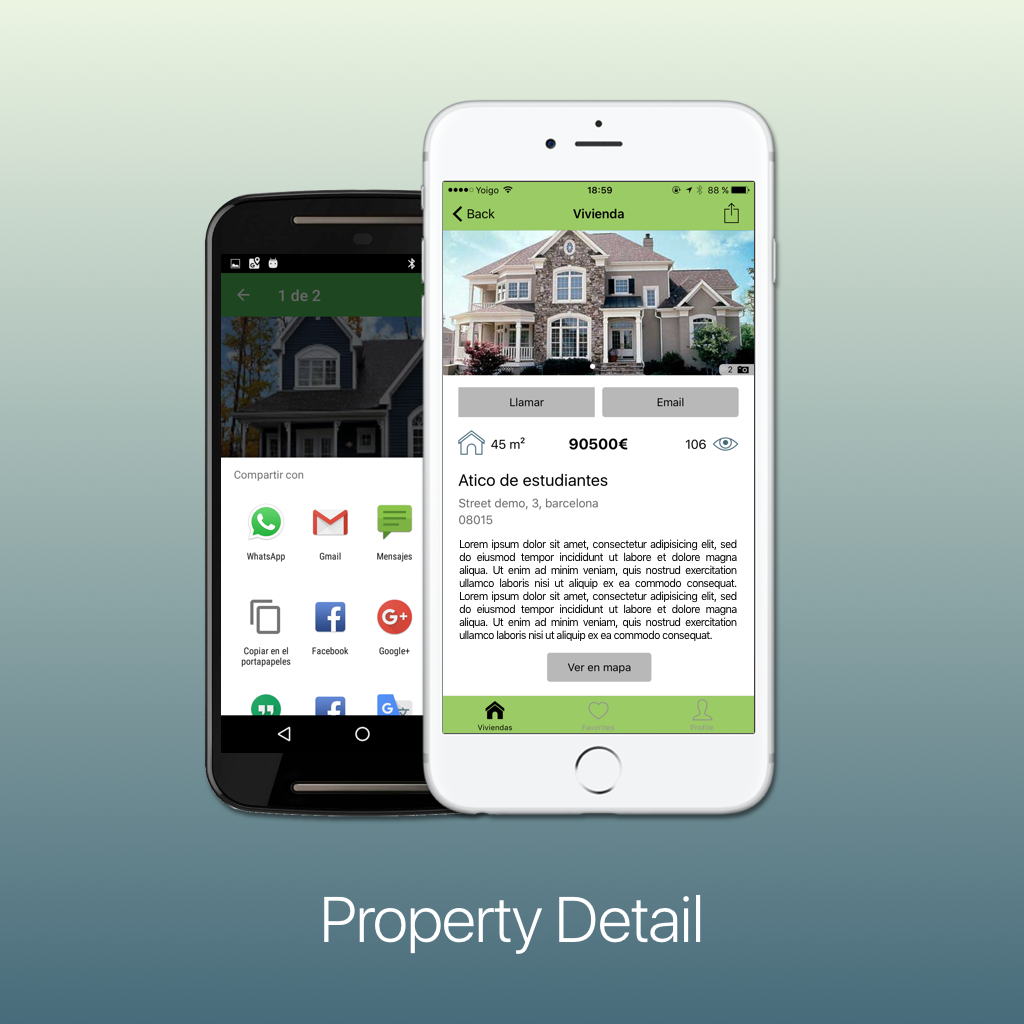 Yoigo
18:59
88 %
Back
Vivienda
2
Llamar
Email
45 m²
90500€
106
Atico de estudiantes
Street demo, 3, barcelona
08015
Lorem ipsum dolor sit amet, consectetur adipisicing elit, sed
do eiusmod tempor incididunt ut labore et dolore magna
aliqua. Ut enim ad minim veniam, quis nostrud exercitation
ullamco laboris nisi ut aliquip ex ea commodo consequat.
Lorem ipsum dolor sit amet, consectetur adipisicing elit, sed
do eiusmod tempor incididunt ut labore et dolore magna
aliqua. Ut enim ad minim veniam, quis nostrud exercitation
ullamco laboris nisi ut aliquip ex ea commodo consequat.
Ver en mapa
Viviendas
Favorites
Profile
1 de 2
Compartir con
WhatsApp
Gmail
Mensajes
Copiar en el
portapapeles
Facebook
Google+
Property Detail